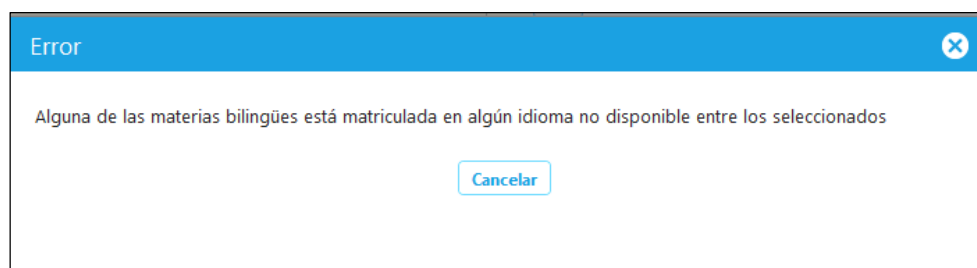 Error
Alguna de las materias bilingües está matriculada en algún idioma no disponible entre los seleccionados
Cancelar